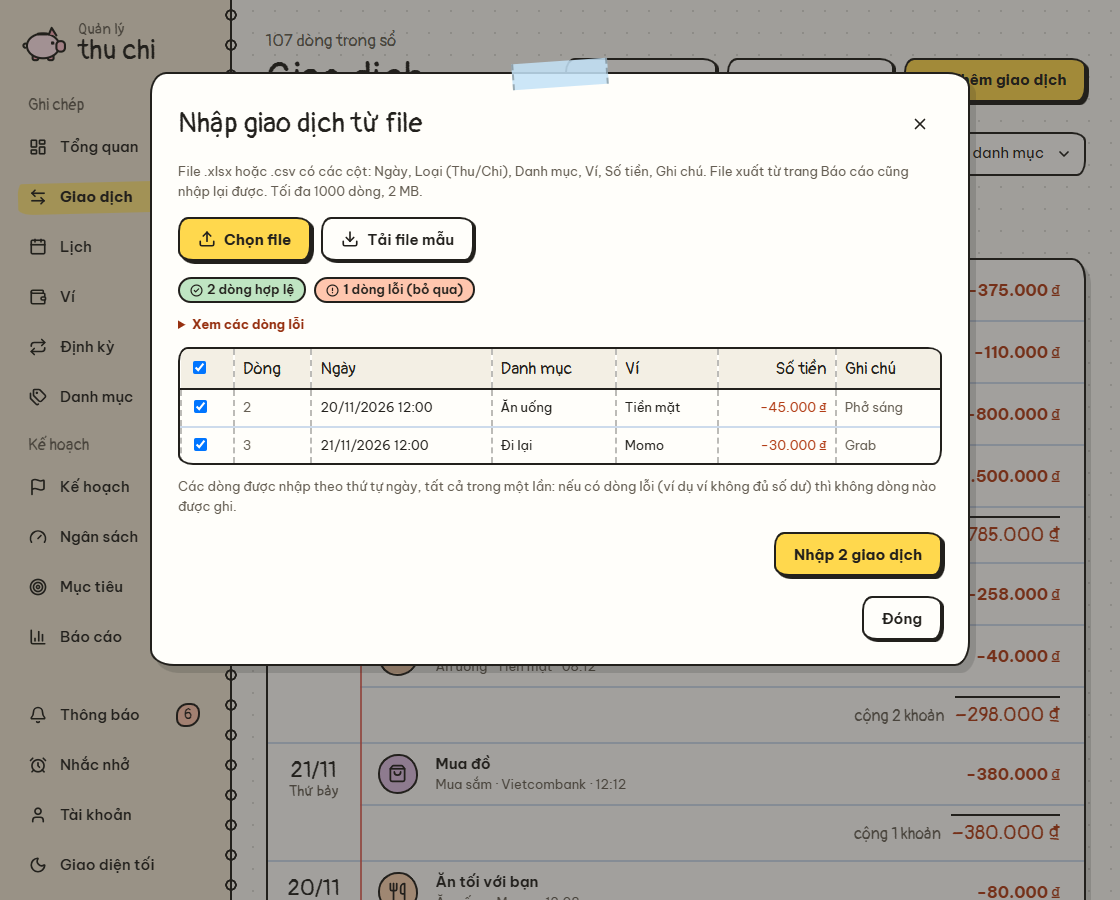 Quản lý
thu chi
Ghi chép
Tổng quan
Giao dịch
Lịch
Ví
Định kỳ
Danh mục
Kế hoạch
Kế hoạch
Ngân sách
Mục tiêu
Báo cáo
Thông báo
6
Nhắc nhở
Tài khoản
Giao diện tối
107 dòng trong sổ
Giao dịch
giao dịch
danh mục
Nhập giao dịch từ file
File .xlsx hoặc .csv có các cột: Ngày, Loại (Thu/Chi), Danh mục, Ví, Số tiền, Ghi chú. File xuất từ trang Báo cáo cũng
nhập lại được. Tối đa 1000 dòng, 2 MB.
Chọn file
Tải file mẫu
2 dòng hợp lệ
1 dòng lỗi (bỏ qua)
Xem các dòng lỗi
Dòng Ngày Danh mục Ví Số tiền Ghi chú
2 20/11/2026 12:00 Ăn uống Tiền mặt −45.000 ₫ Phở sáng
3 21/11/2026 12:00 Đi lại Momo −30.000 ₫ Grab
Các dòng được nhập theo thứ tự ngày, tất cả trong một lần: nếu có dòng lỗi (ví dụ ví không đủ số dư) thì không dòng nào
được ghi.
Nhập 2 giao dịch
Đóng
−375.000 ₫
−110.000 ₫
−800.000 ₫
.500.000 ₫
785.000 ₫
−258.000 ₫
−40.000 ₫
Ăn uống · Tiền mặt · 08:12
cộng 2 khoản −298.000 ₫
21/11
Thứ bảy
Mua đồ
Mua sắm · Vietcombank · 12:12
−380.000 ₫
cộng 1 khoản −380.000 ₫
20/11
Ăn tối với bạn
−80.000 ₫